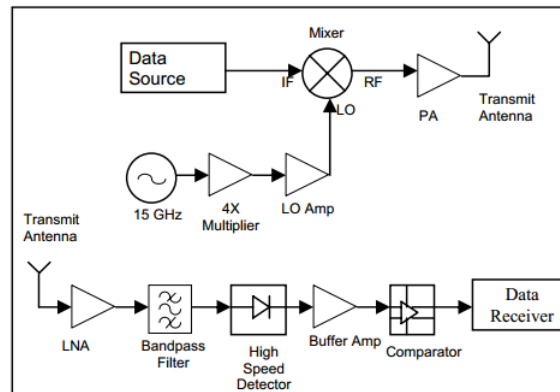 Mixer
Data
Source
IF
RF
LO
PA
Transmit
Antenna
15 GHz
4X
Multiplier
LO Amp
Transmit
Antenna
LNA
Bandpass
Filter
High
Speed
Detector
Buffer Amp
Comparator
Data
Receiver